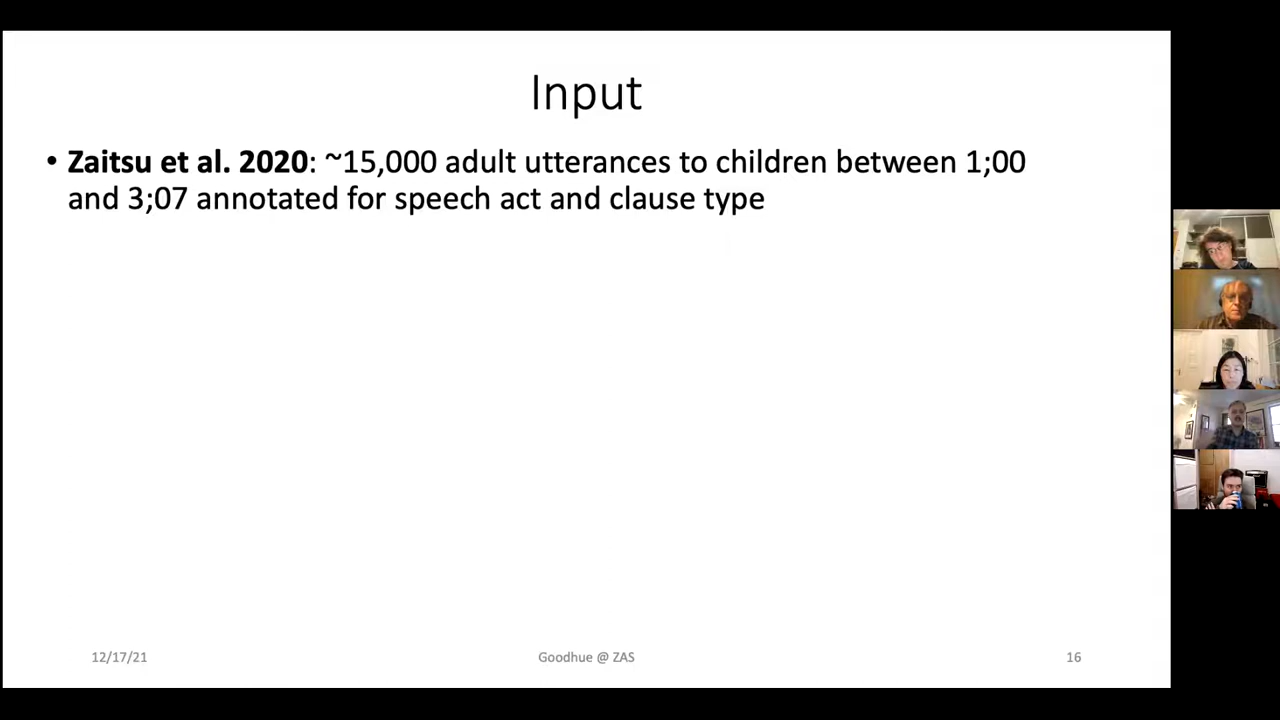 Input
• Zaitsu et al. 2020: ~15,000 adult utterances to children between 1;00
and 3;07 annotated for speech act and clause type
12/17/21
Goodhue @ ZAS
16